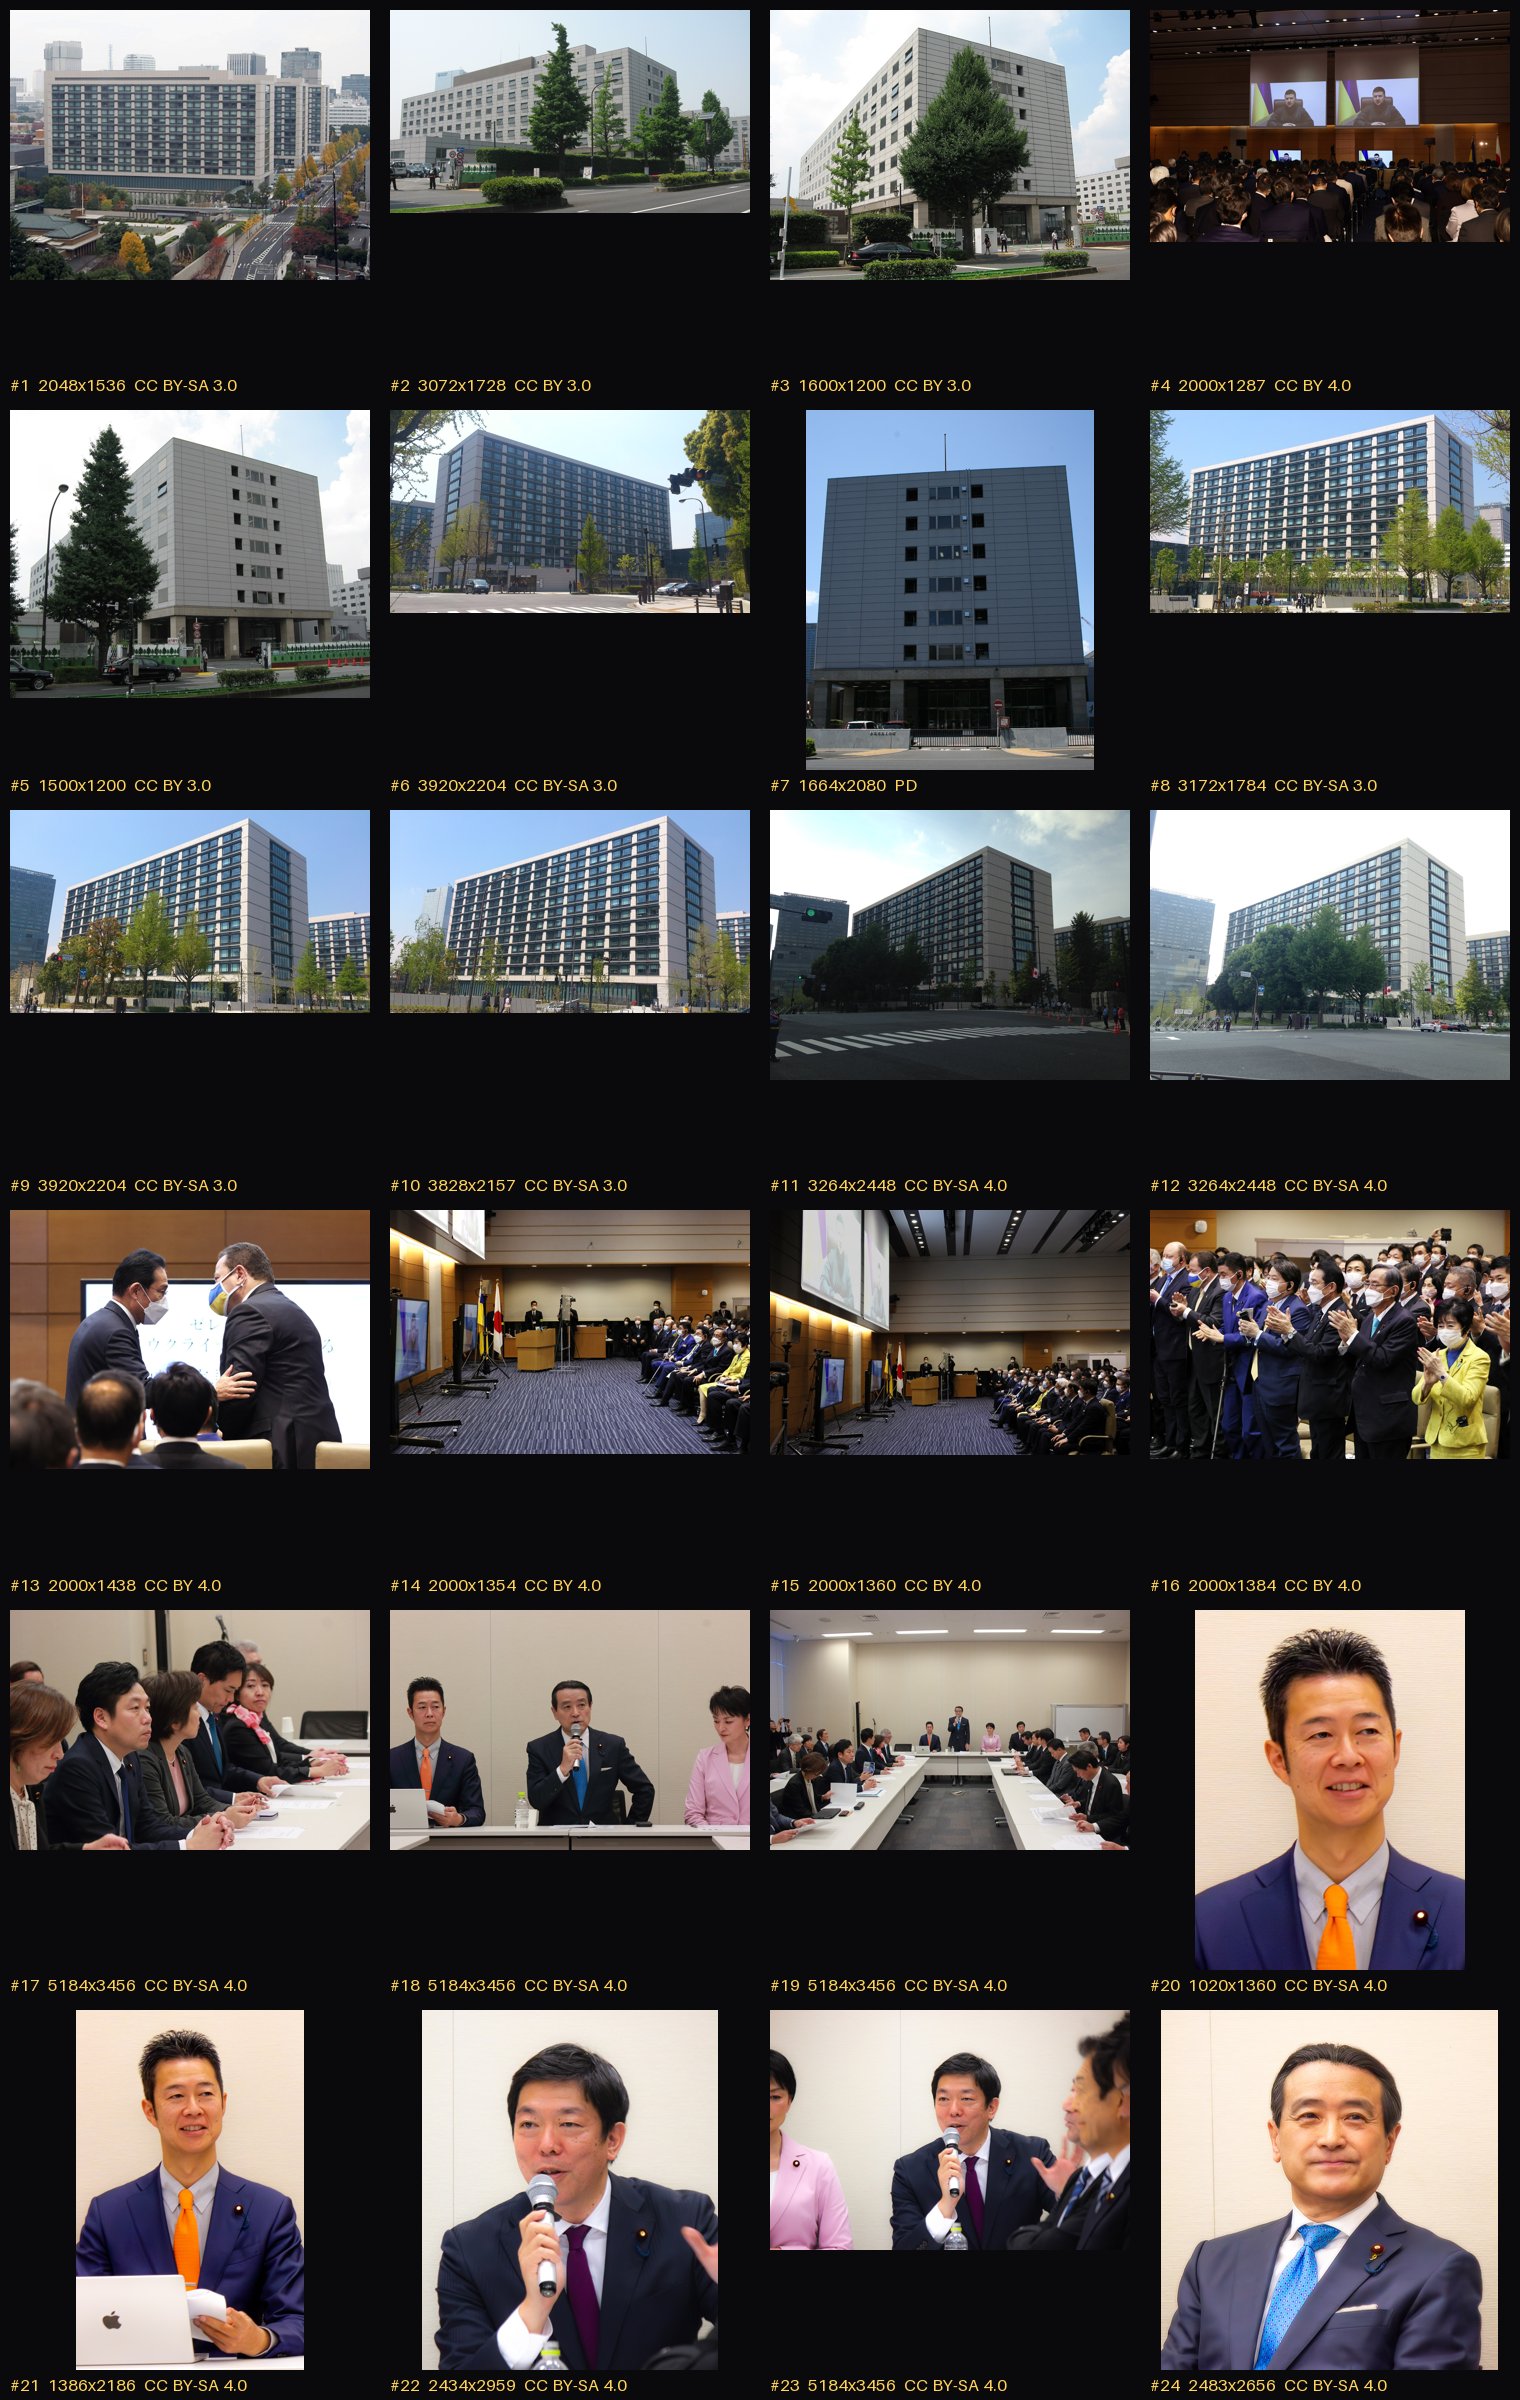 #1 2048x1536 CC BY-SA 3.0
#2 3072x1728 CC BY 3.0
#3 1600x1200 CC BY 3.0
#4 2000x1287 CC BY 4.0
#5 1500x1200 CC BY 3.0
#6 3920x2204 CC BY-SA 3.0
#7 1664x2080 PD
#8 3172x1784 CC BY-SA 3.0
#9 3920x2204 CC BY-SA 3.0
#10 3828x2157 CC BY-SA 3.0
#11 3264x2448 CC BY-SA 4.0
#12 3264x2448 CC BY-SA 4.0
ゼレ
ウクライ
#13 2000x1438 CC BY 4.0
#14 2000x1354 CC BY 4.0
#15 2000x1360 CC BY 4.0
#16 2000x1384 CC BY 4.0
#17 5184x3456 CC BY-SA 4.0
#18 5184x3456 CC BY-SA 4.0
#19 5184x3456 CC BY-SA 4.0
#20 1020x1360 CC BY-SA 4.0
#21 1386x2186 CC BY-SA 4.0
#22 2434x2959 CC BY-SA 4.0
#23 5184x3456 CC BY-SA 4.0
#24 2483x2656 CC BY-SA 4.0